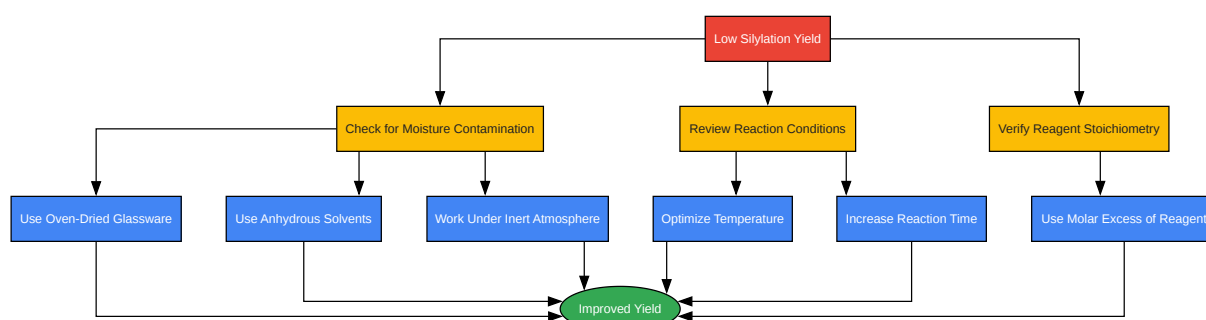 Low Silylation Yield
Check for Moisture Contamination
Review Reaction Conditions
Verify Reagent Stoichiometry
Use Oven-Dried Glassware
Use Anhydrous Solvents
Work Under Inert Atmosphere
Optimize Temperature
Increase Reaction Time
Use Molar Excess of Reagent
Improved Yield